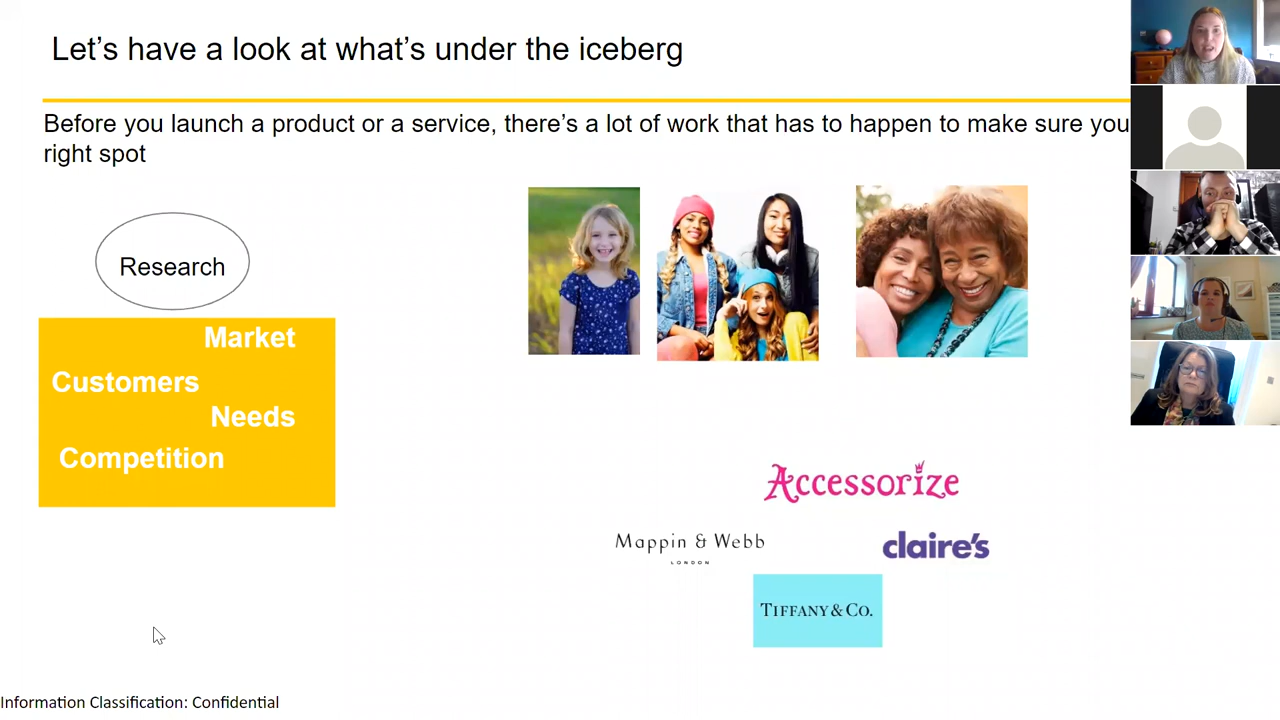 Let’s have a look at what’s under the iceberg
Before you launch a product or a service, there’s a lot of work that has to happen to make sure you
right spot
Research
Market
Customers
Needs
Competition
Accessorize
Mappin & Webb
LONDON
claire's
TIFFANY & CO.
Information Classification: Confidential